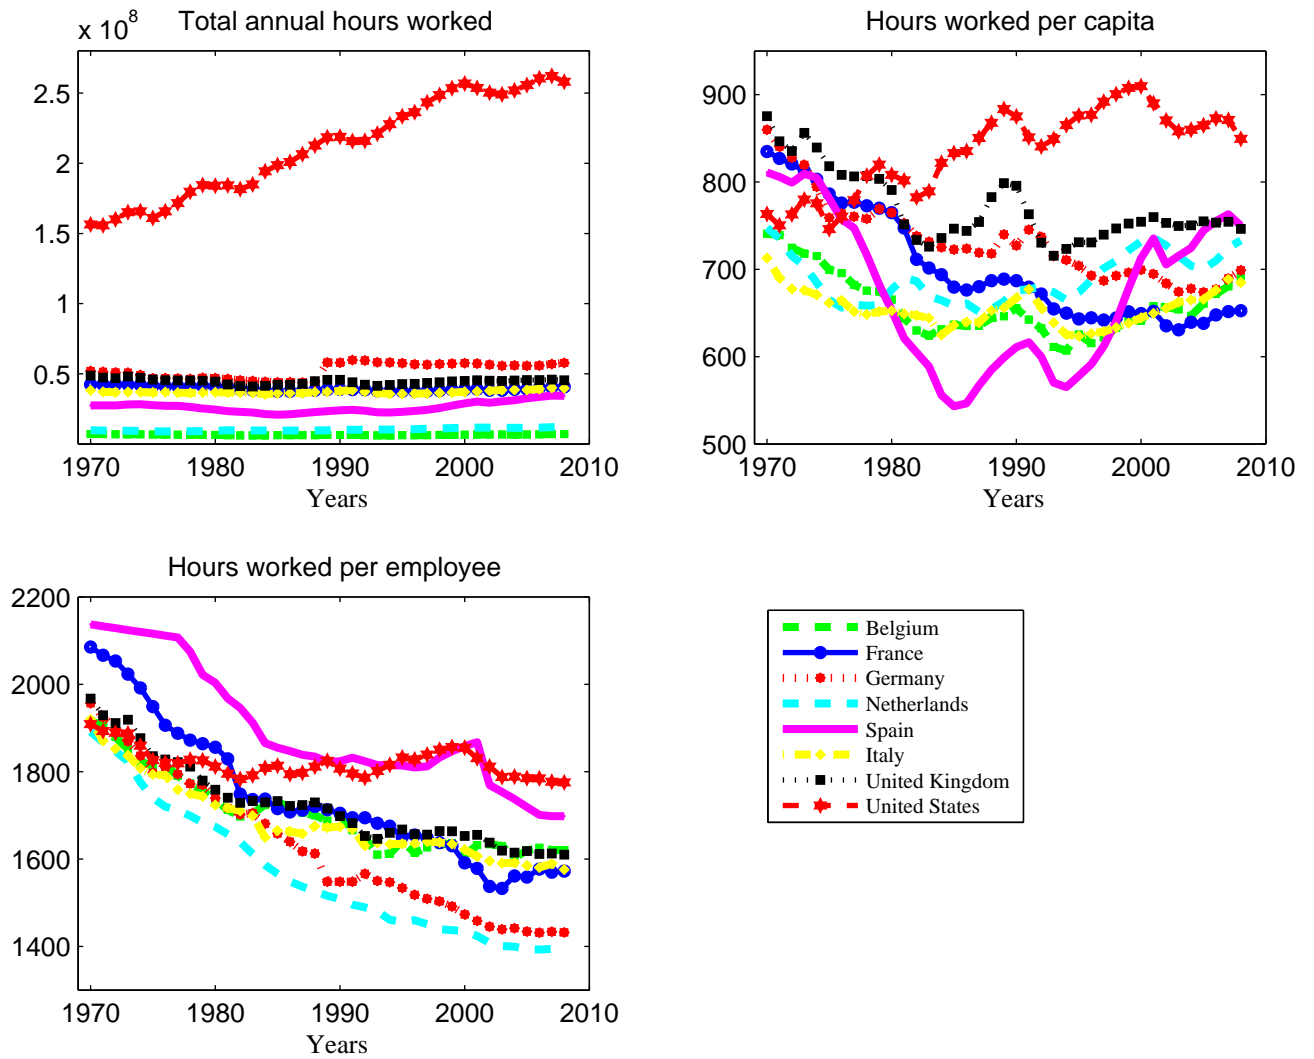 Total annual hours worked
x 10^8
2.5
2
1.5
1
0.5
1970 1980 1990 2000 2010
Years
Hours worked per capita
900
800
700
600
500
1970 1980 1990 2000 2010
Years
Hours worked per employee
2200
2000
1800
1600
1400
1970 1980 1990 2000 2010
Years
Belgium
France
Germany
Netherlands
Spain
Italy
United Kingdom
United States